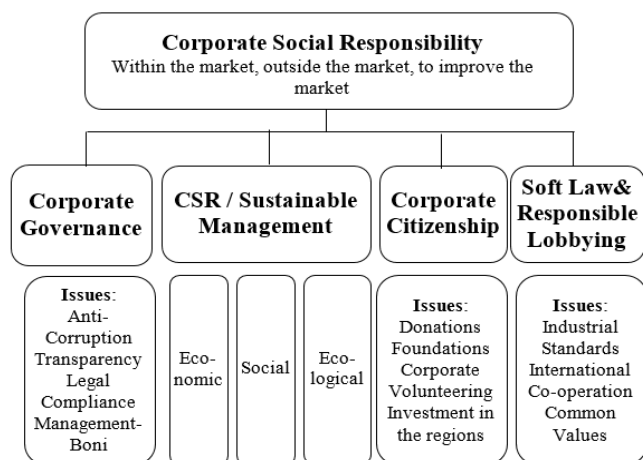 Corporate Social Responsibility
Within the market, outside the market, to improve the
market
Corporate
Governance
CSR / Sustainable
Management
Corporate
Citizenship
Soft Law&
Responsible
Lobbying
Issues:
Anti-
Corruption
Transparency
Legal
Compliance
Management-
Boni
Eco-
nomic
Social
Eco-
logical
Issues:
Donations
Foundations
Corporate
Volunteering
Investment in
the regions
Issues:
Industrial
Standards
International
Co-operation
Common
Values